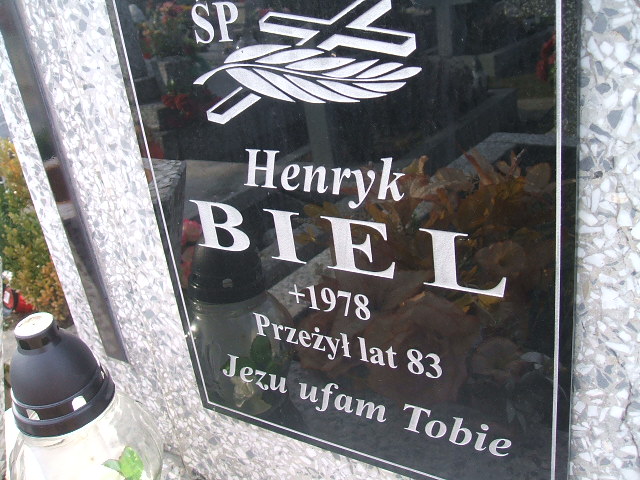 ŚP
Henryk
BIEL
+1978
Przeżył lat 83
Jezu ufam Tobie